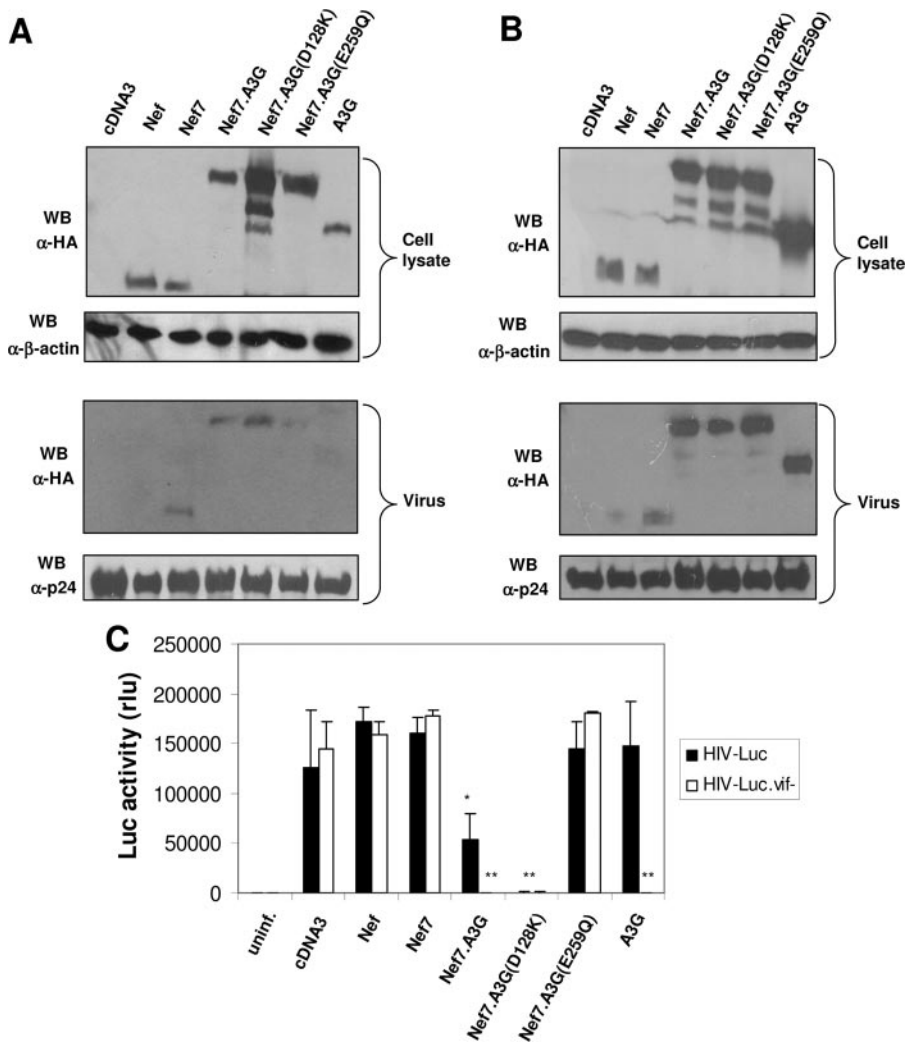 A
cDNA3
Nef
Nef7
Nef7.A3G
Nef7.A3G(D128K)
Nef7.A3G(E259Q)
A3G
WB
α-HA
WB
α-β-actin
Cell
lysate
WB
α-HA
WB
α-p24
Virus
B
cDNA3
Nef
Nef7
Nef7.A3G
Nef7.A3G(D128K)
Nef7.A3G(E259Q)
A3G
WB
α-HA
WB
α-β-actin
Cell
lysate
WB
α-HA
WB
α-p24
Virus
C
Luc activity (rlu)
250000
200000
150000
100000
50000
0
*
**
**
**
HIV-Luc
HIV-Luc.vif-
uninf.
cDNA3
Nef
Nef7
Nef7.A3G
Nef7.A3G(D128K)
Nef7.A3G(E259Q)
A3G